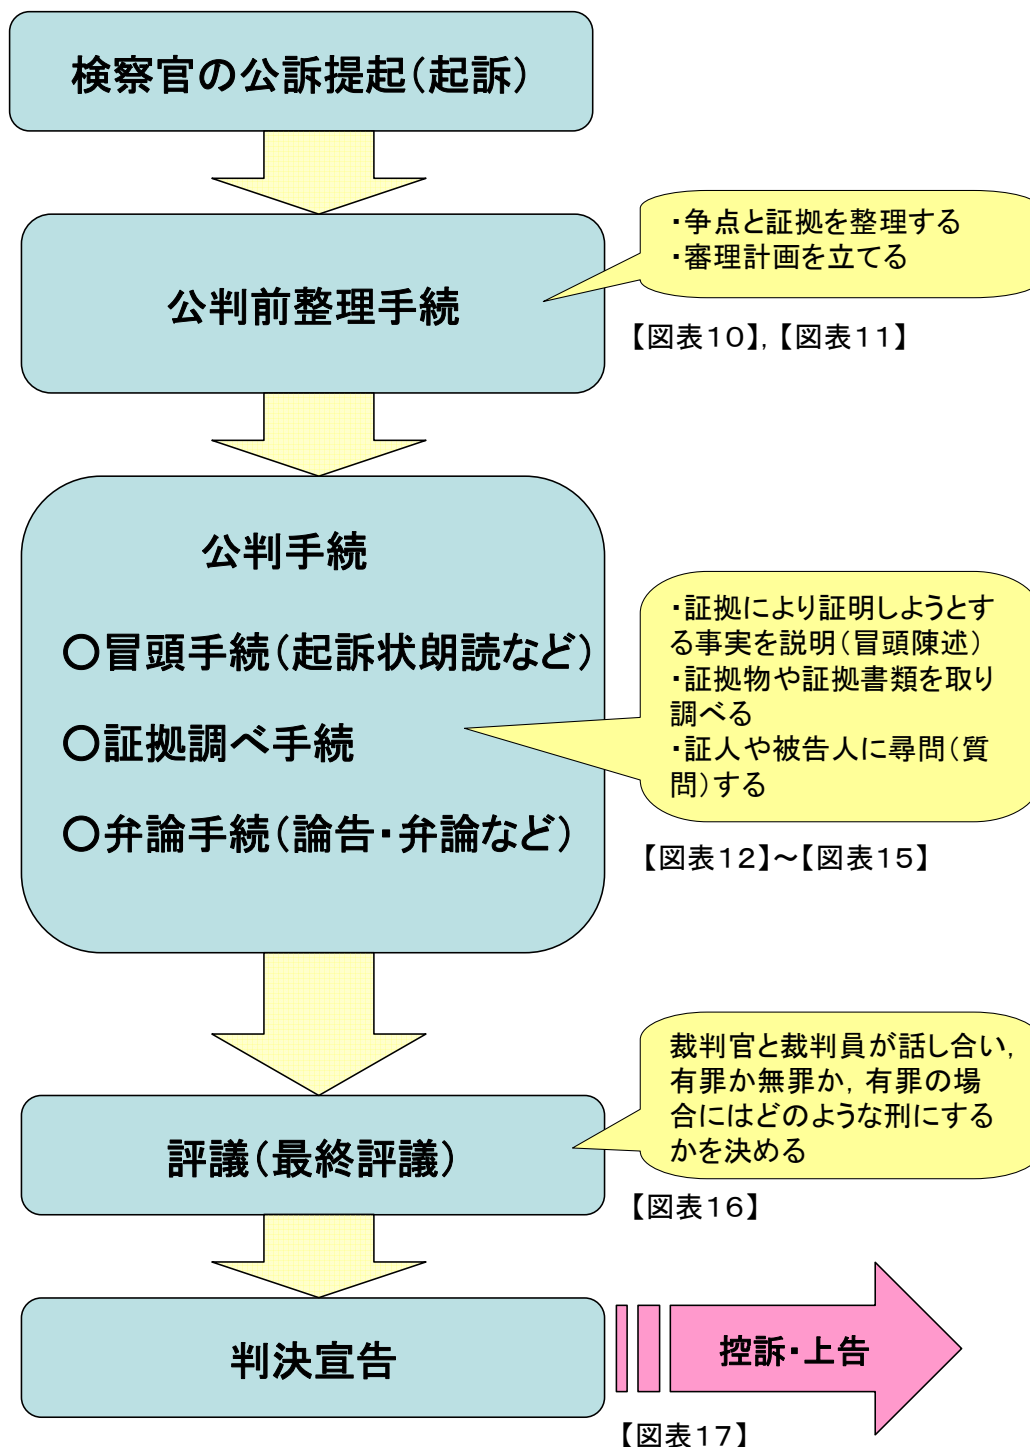 検察官の公訴提起(起訴)
公判前整理手続
・争点と証拠を整理する
・審理計画を立てる
【図表10】,【図表11】
公判手続
○冒頭手続(起訴状朗読など)
○証拠調べ手続
○弁論手続(論告・弁論など)
・証拠により証明しようとす
る事実を説明(冒頭陳述)
・証拠物や証拠書類を取り
調べる
・証人や被告人に尋問(質
問)する
【図表12】~【図表15】
評議(最終評議)
裁判官と裁判員が話し合い,
有罪か無罪か, 有罪の場
合にはどのような刑にする
かを決める
【図表16】
判決宣告
控訴・上告
【図表17】